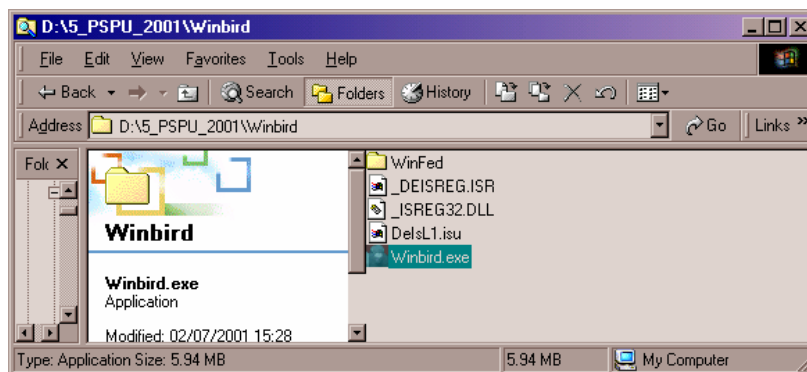 D:\5_PSPU_2001\Winbird
File Edit View Favorites Tools Help
Back Search Folders History
Address D:\5_PSPU_2001\Winbird Go Links »
Folc
Winbird
Winbird.exe
Application
Modified: 02/07/2001 15:28
WinFed
_DEISREG.ISR
_ISREG32.DLL
DeIsL1.isu
Winbird.exe
Type: Application Size: 5.94 MB 5.94 MB My Computer